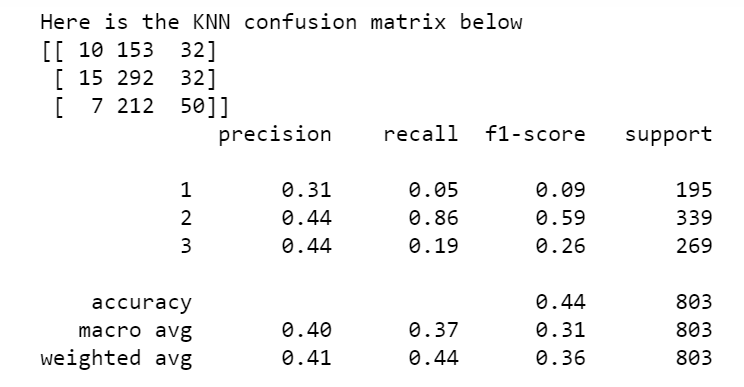 Here is the KNN confusion matrix below
[[ 10 153  32]
 [ 15 292  32]
 [  7 212  50]]
              precision    recall  f1-score   support

           1       0.31      0.05      0.09       195
           2       0.44      0.86      0.59       339
           3       0.44      0.19      0.26       269

    accuracy                           0.44       803
   macro avg       0.40      0.37      0.31       803
weighted avg       0.41      0.44      0.36       803